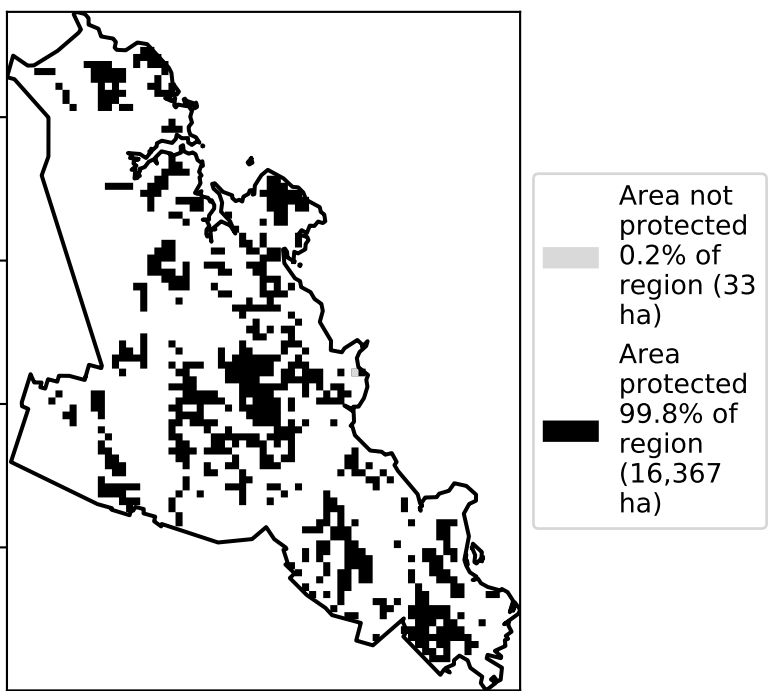 Area not
protected
0.2% of
region (33
ha)
Area
protected
99.8% of
region
(16,367
ha)